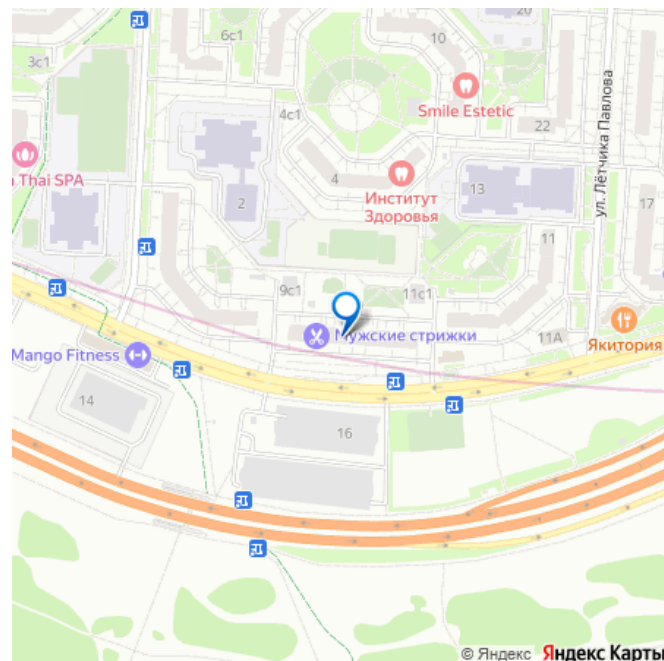 20
3с1
6с1
10
Smile Estetic
4с1
22
ул. Лётчика Павлова
Thai SPA
4
Институт
Здоровья
13
17
2
11
9с1
11с1
Мужские стрижки
11А
Якитория
Mango Fitness
14
16
© Яндекс Яндекс Карты